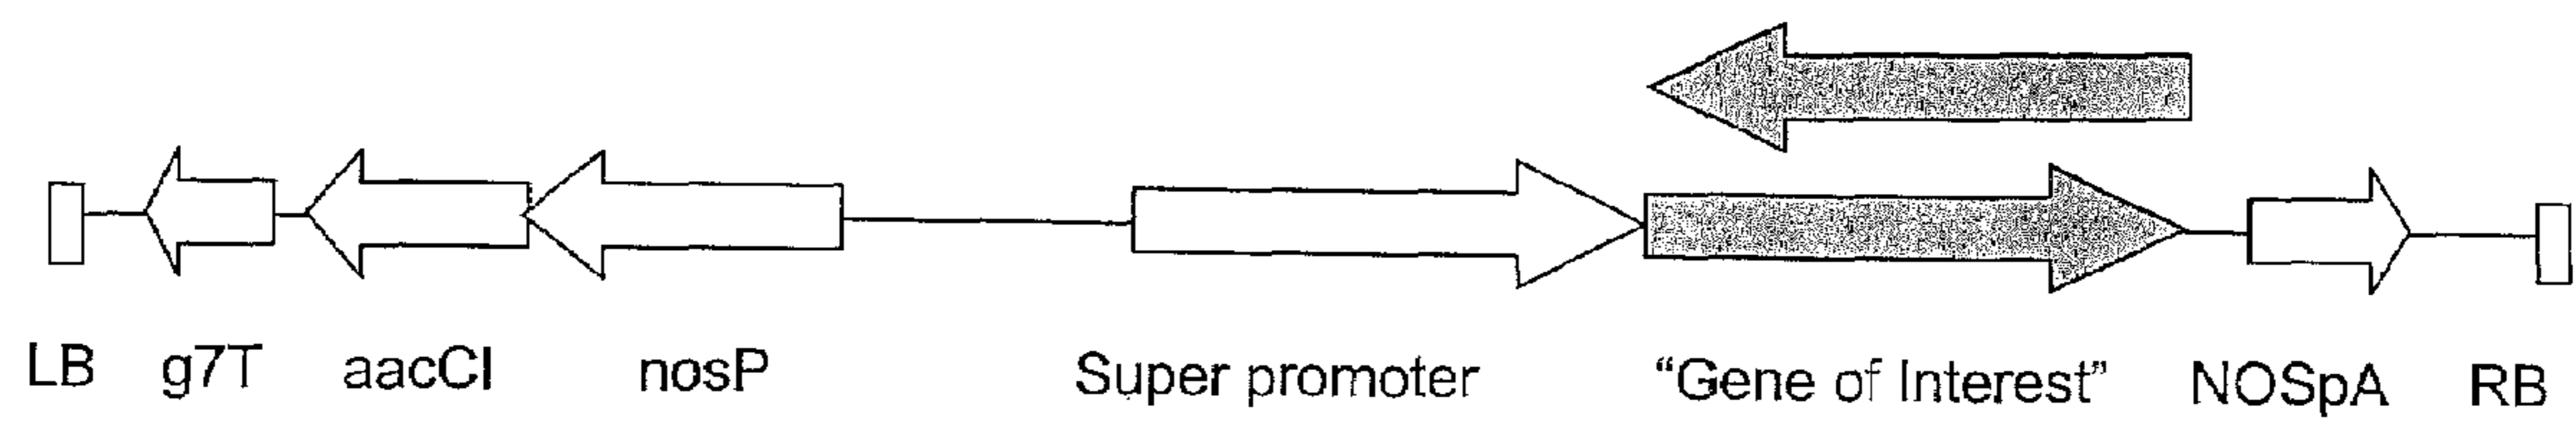 LB g7T aacCI nosP Super promoter “Gene of Interest” NOSpA RB